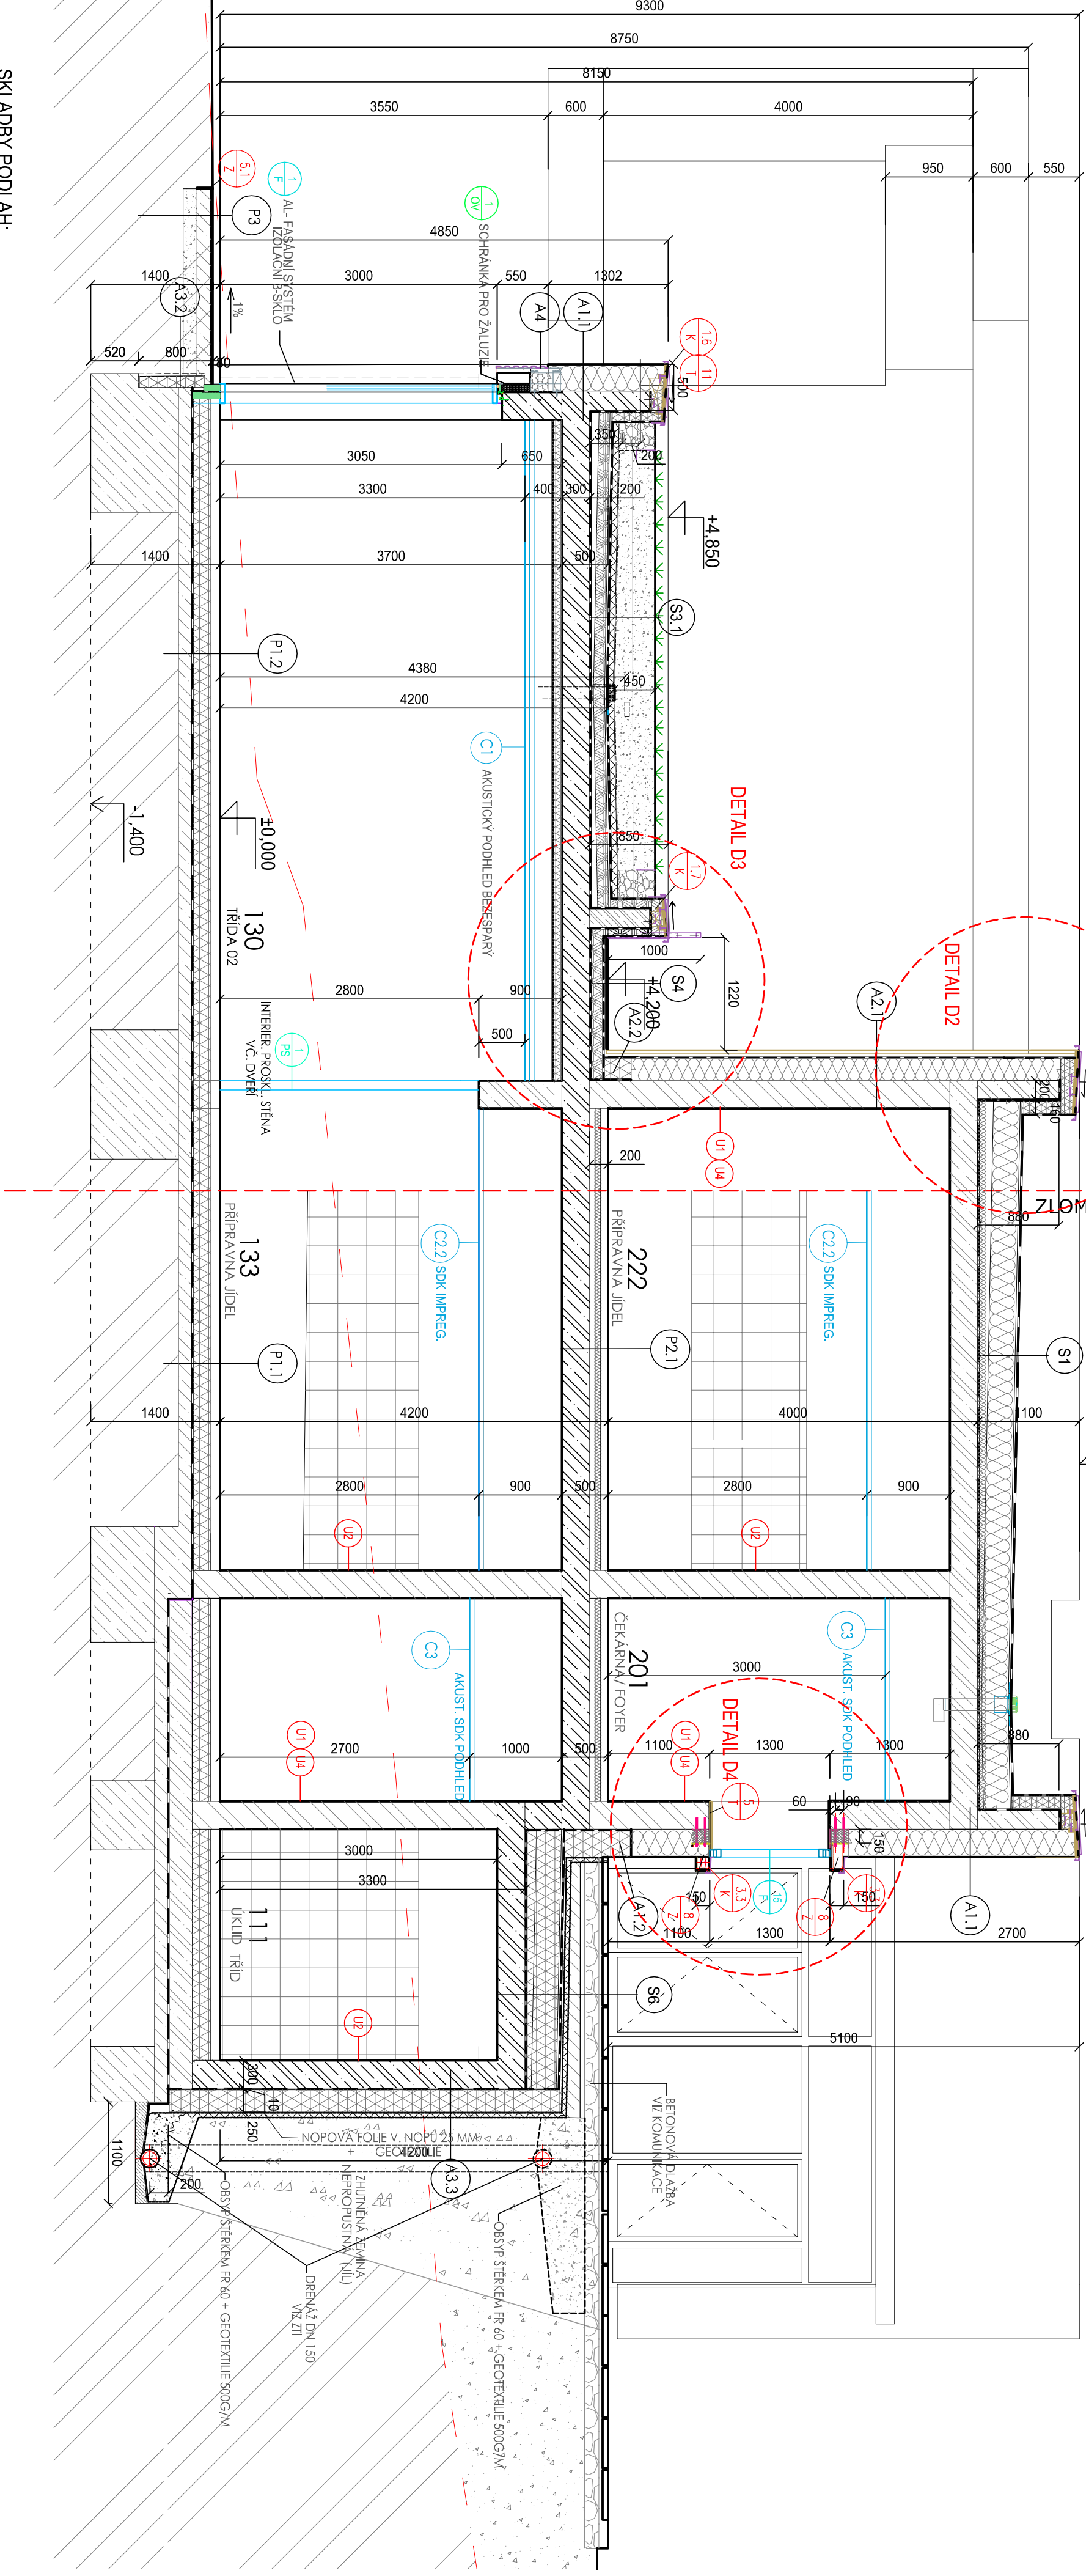 9300
8750
8150
3550
600
4000
950
600
550
5.1
Z
1
F
AL- FASÁDNÍ SYSTÉM
IZOLAČNÍ 3-SKLO
1
OV
SCHRÁNKA PRO ŽALUZIE
P3
A3.2
1%
4850
1400
3000
550
1302
520
800
80
A4
A1.1
1.6
K
11
T
500
350
200
3050
650
3300
400
300
200
+4,850
1400
3700
500
S3.1
P1.2
4380
4200
450
C1
AKUSTICKÝ PODHLED BEZESPARÝ
-1,400
±0,000
130
TŘÍDA 02
DETAIL D3
850
1.7
K
1000
1220
+4,200
S4
A2.2
A2.1
DETAIL D2
2800
900
500
INTERIER. PROSKL. STĚNA
VČ. DVEŘÍ
1
PS
200
160
U1
U4
200
880
ZLOM
133
PŘÍPRAVNA JÍDEL
C2.2
SDK IMPREG.
222
PŘÍPRAVNA JÍDEL
C2.2
SDK IMPREG.
P1.1
P2.1
S1
1400
4200
4000
1100
2800
900
500
2800
900
U2
U2
C3
AKUST. SDK PODHLED
201
ČEKÁRNA/ FOYER
C3
AKUST. SDK PODHLED
3000
DETAIL D4
U1
U4
U1
U4
2700
1000
500
1100
1300
1300
880
5
T
60
90
150
3000
3300
111
ÚKLID TŘÍD
150
3.3
K
15
F
8
Z
8
Z
150
A1.2
A1.1
1100
1300
2700
S6
5100
U2
300
10
250
BETONOVÁ DLAŽBA
VIZ KOMUNIKACE
NOPOVÁ FÓLIE V. NOPŮ 25 MM
+ GEOTEXTILIE
4200
1100
200
A3.3
ZHUTNĚNÁ ZEMINA
NEPROPUSTNÁ (JÍL)
OBSYP ŠTĚRKEM FR 60 + GEOTEXTILIE 500G/M
OBSYP ŠTĚRKEM FR 60 + GEOTEXTILIE 500G/M
DRENÁŽ DN 150
VIZ ZTI
SKLADBY PODLAH: